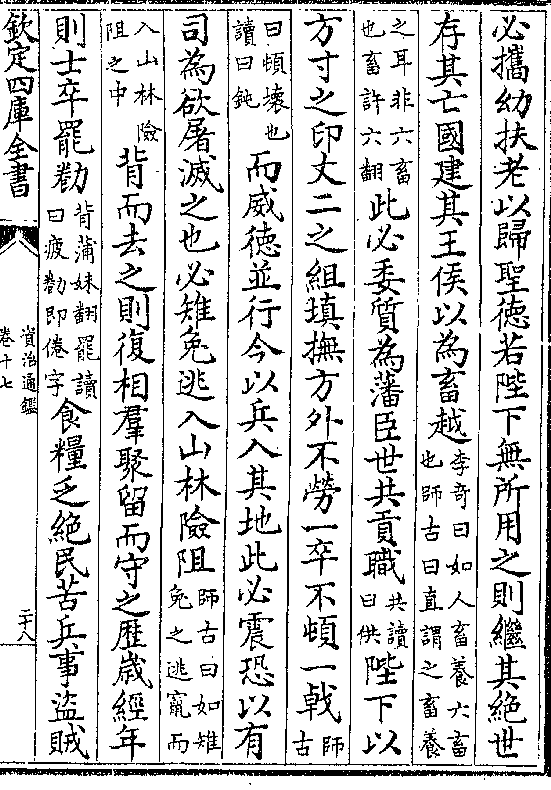 必攜幼扶老以歸聖德若陛下無所用之則繼其絕世
存其亡國建其王侯以為畜越李奇曰如人畜養六畜也師古曰直謂之畜養
之耳非六畜也畜許六翻此必委質為藩臣世共貢職共讀曰供陛下以
方寸之印丈二之組填撫方外不勞一卒不頓一戟師古
曰頓壞也讀曰鈍而威德並行今以兵入其地此必震恐以有
司為欲屠滅之也必雉兔逃入山林險阻師古曰如雉兔之逃竄而
入山林險阻之中背而去之則復相羣聚留而守之歷歲經年
則士卒罷勌背蒲妹翻罷讀曰疲勌即倦字食糧乏絕民苦兵事盜賊
欽定四庫全書
資治通鑑
卷十七
二十八